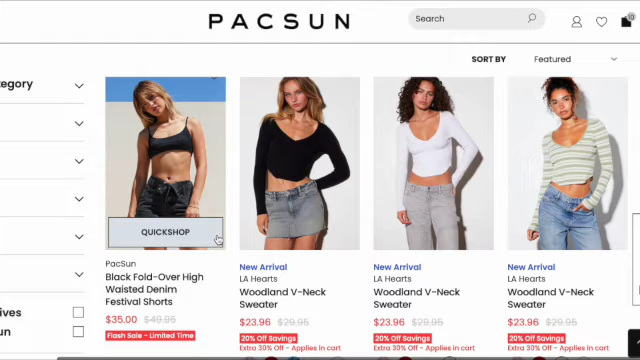 PACSUN
Search
SORT BY
Featured
tegory
QUICKSHOP
PacSun
Black Fold-Over High
Waisted Denim
Festival Shorts
$35.00 $49.95
Flash Sale - Limited Time
New Arrival
LA Hearts
Woodland V-Neck
Sweater
$23.96 $29.95
20% Off Savings
Extra 30% Off - Applies in cart
New Arrival
LA Hearts
Woodland V-Neck
Sweater
$23.96 $29.95
20% Off Savings
Extra 30% Off - Applies in cart
New Arrival
LA Hearts
Woodland V-Neck
Sweater
$23.96 $29.95
20% Off Savings
Extra 30% Off - Applies in cart
ives
un